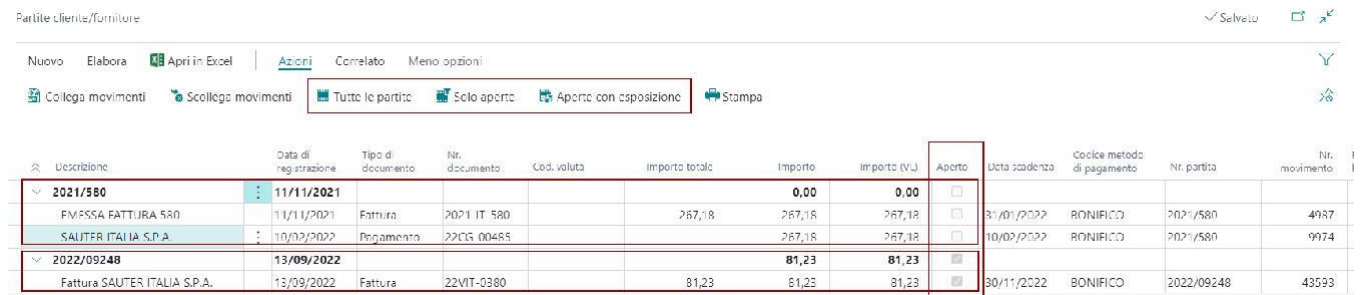 Partite cliente/fornitore
Salvato
Nuovo Elabora Apri in Excel Azioni Correlato Meno opzioni
Collega movimenti Scollega movimenti Tutte le partite Solo aperte Aperte con esposizione Stampa
Descrizione Data di registrazione Tipo di documento Nr. documento Cod. valuta Importo totale Importo Importo (VL) Aperto Data scadenza Codice metodo di pagamento Nr. partita Nr. movimento
2021/580 11/11/2021 0,00 0,00
EMESSA FATTURA 580 11/11/2021 Fattura 2021-IT-580 267,18 267,18 267,18 31/01/2022 BONIFICO 2021/580 4987
SAUTER ITALIA S.P.A. 10/02/2022 Pagamento 22CG-00485 267,18 267,18 10/02/2022 BONIFICO 2021/580 9974
2022/09248 13/09/2022 81,23 81,23
Fattura SAUTER ITALIA S.P.A. 13/09/2022 Fattura 22VIT-0380 81,23 81,23 81,23 30/11/2022 BONIFICO 2022/09248 43593